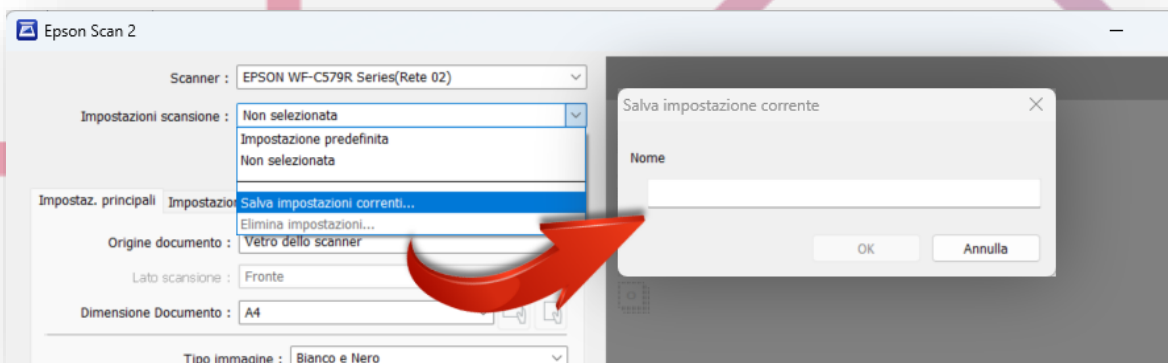 Epson Scan 2
Scanner : EPSON WF-C579R Series(Rete 02)
Impostazioni scansione : Non selezionata
Impostazione predefinita
Non selezionata
Salva impostazioni correnti...
Elimina impostazioni...
Impostaz. principali
Origine documento : Vetro dello scanner
Lato scansione : Fronte
Dimensione Documento : A4
Tipo immagine : Bianco e Nero
Salva impostazione corrente
Nome
OK Annulla